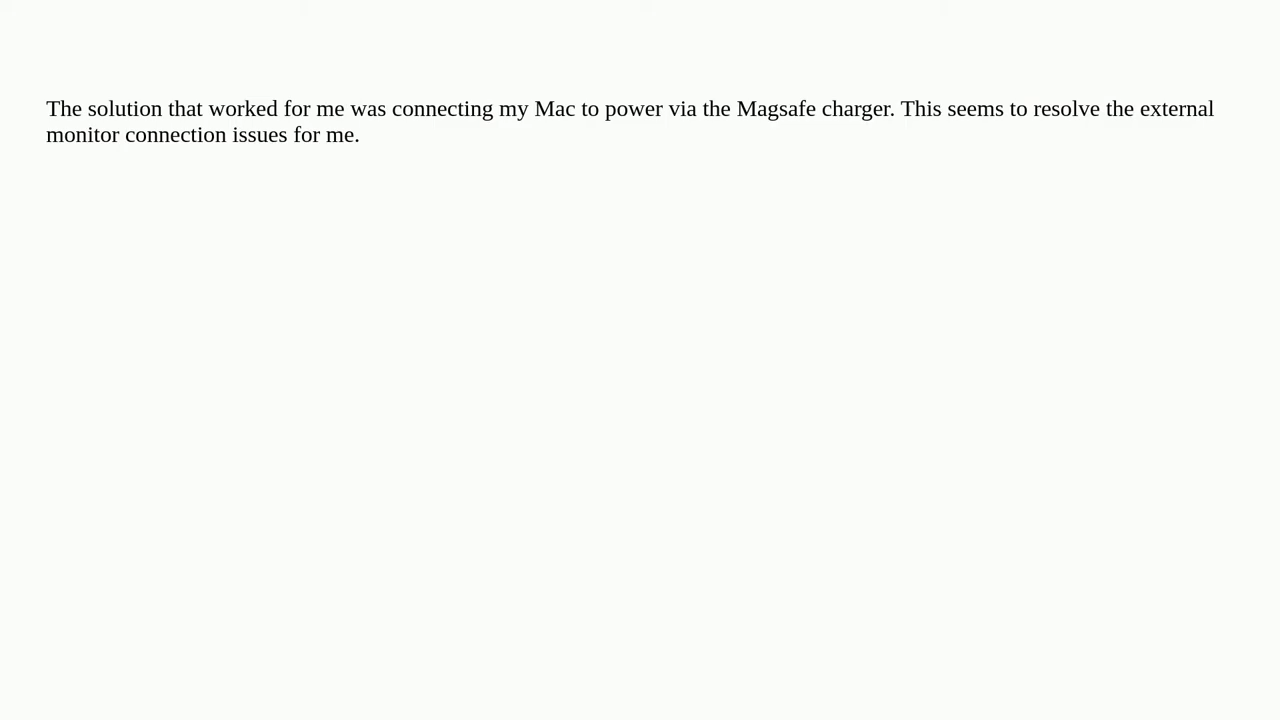 The solution that worked for me was connecting my Mac to power via the Magsafe charger. This seems to resolve the external
monitor connection issues for me.